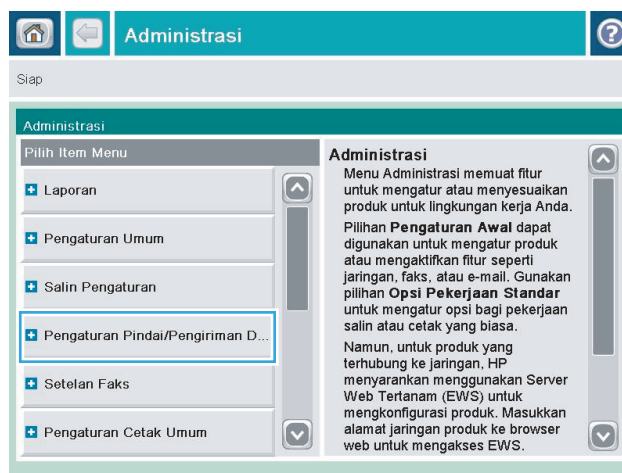 Administrasi
?
Siap
Administrasi
Pilih Item Menu
Laporan
Pengaturan Umum
Salin Pengaturan
Pengaturan Pindai/Pengiriman D...
Setelan Faks
Pengaturan Cetak Umum
Administrasi
Menu Administrasi memuat fitur
untuk mengatur atau menyesuaikan
produk untuk lingkungan kerja Anda.
Pilihan Pengaturan Awal dapat
digunakan untuk mengatur produk
atau mengaktifkan fitur seperti
jaringan, faks, atau e-mail. Gunakan
pilihan Opsi Pekerjaan Standar
untuk mengatur opsi bagi pekerjaan
salin atau cetak yang biasa.
Namun, untuk produk yang
terhubung ke jaringan, HP
menyarankan menggunakan Server
Web Tertanam (EWS) untuk
mengkonfigurasi produk. Masukkan
alamat jaringan produk ke browser
web untuk mengakses EWS.